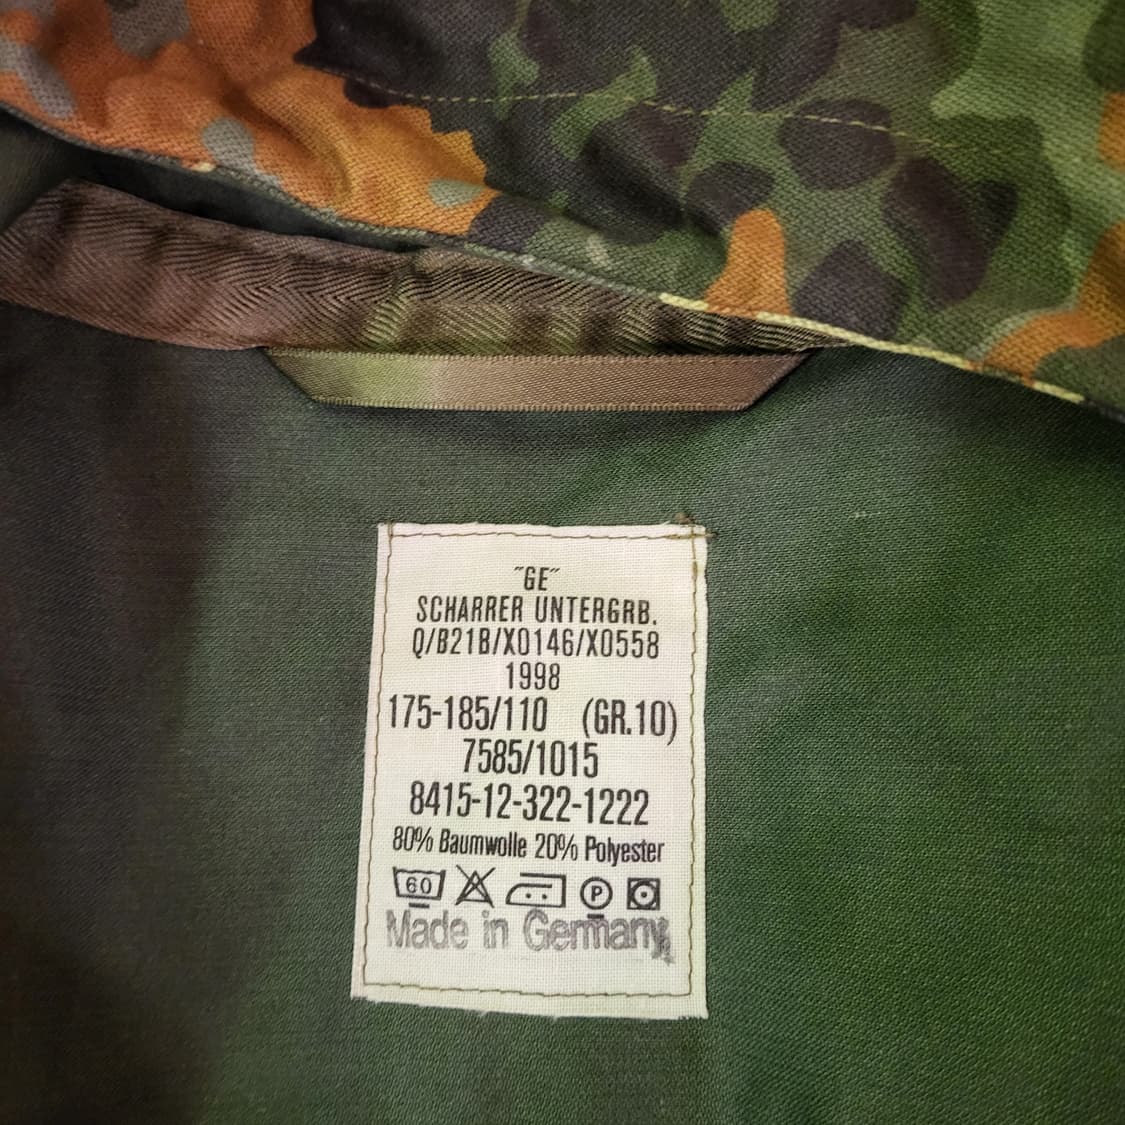 "GE"
SCHARRER UNTERGRB.
Q/B21B/X0146/X0558
1998
175-185/110 (GR.10)
7585/1015
8415-12-322-1222
80% Baumwolle 20% Polyester
60 P
Made in Germany